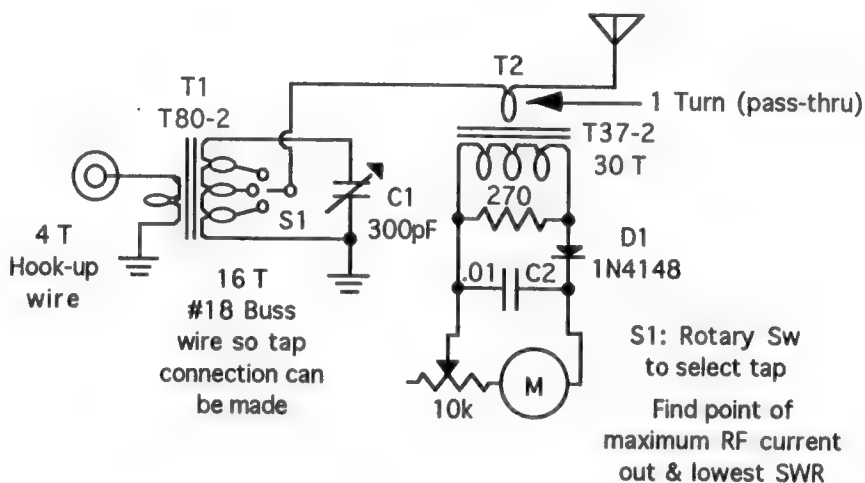 T1
T80-2
T2
1 Turn (pass-thru)
T37-2
30 T
270
S1
C1
300pF
D1
1N4148
.01
C2
4 T
Hook-up
wire
16 T
#18 Buss
wire so tap
connection can
be made
10k
M
S1: Rotary Sw
to select tap
Find point of
maximum RF current
out & lowest SWR